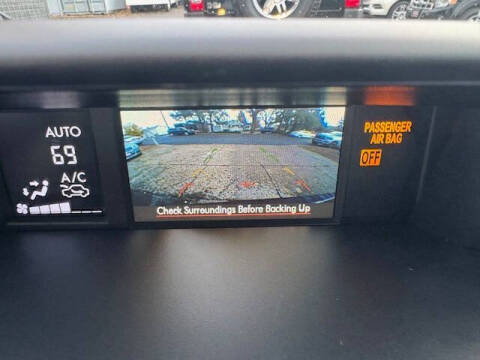 AUTO
69
A/C
Check Surroundings Before Backing Up
PASSENGER
AIR BAG
OFF